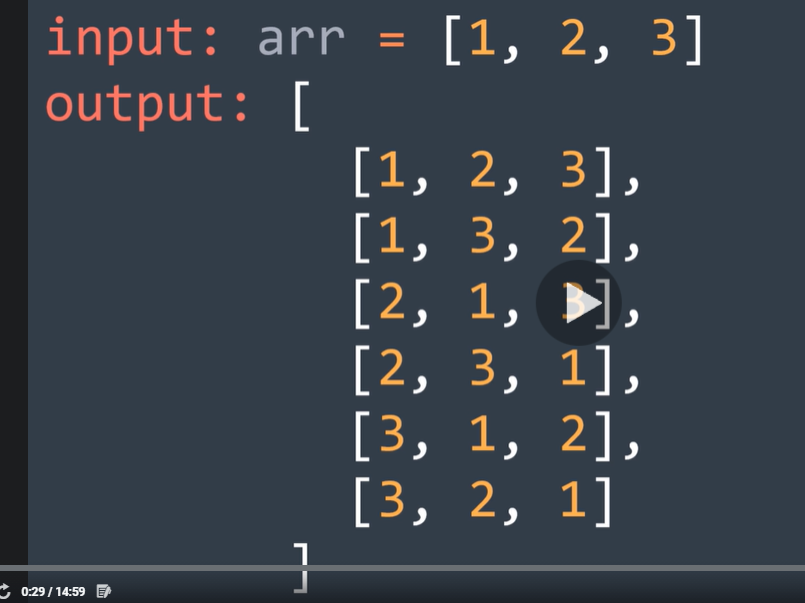 input: arr = [1, 2, 3]
output: [
[1, 2, 3],
[1, 3, 2],
[2, 1, 3],
[2, 3, 1],
[3, 1, 2],
[3, 2, 1]
]
0:29 / 14:59